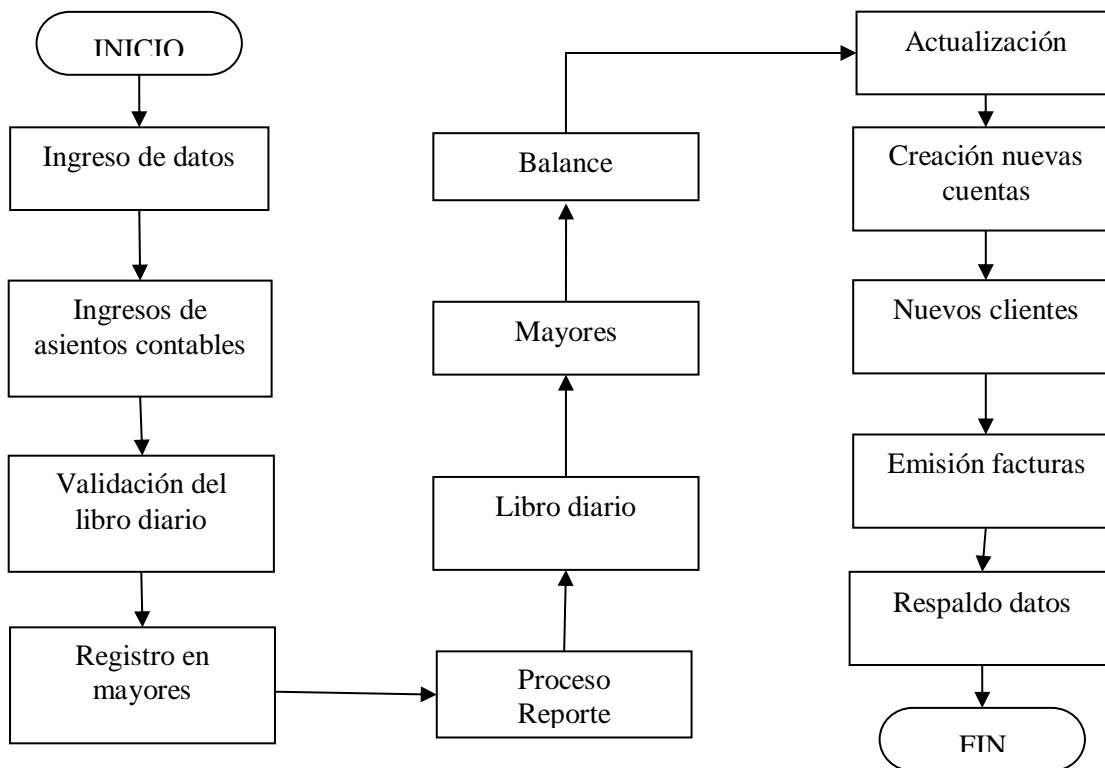 INICIO
Ingreso de datos
Ingresos de
asientos contables
Validación del
libro diario
Registro en
mayores
Proceso
Reporte
Libro diario
Mayores
Balance
Actualización
Creación nuevas
cuentas
Nuevos clientes
Emisión facturas
Respaldo datos
FIN